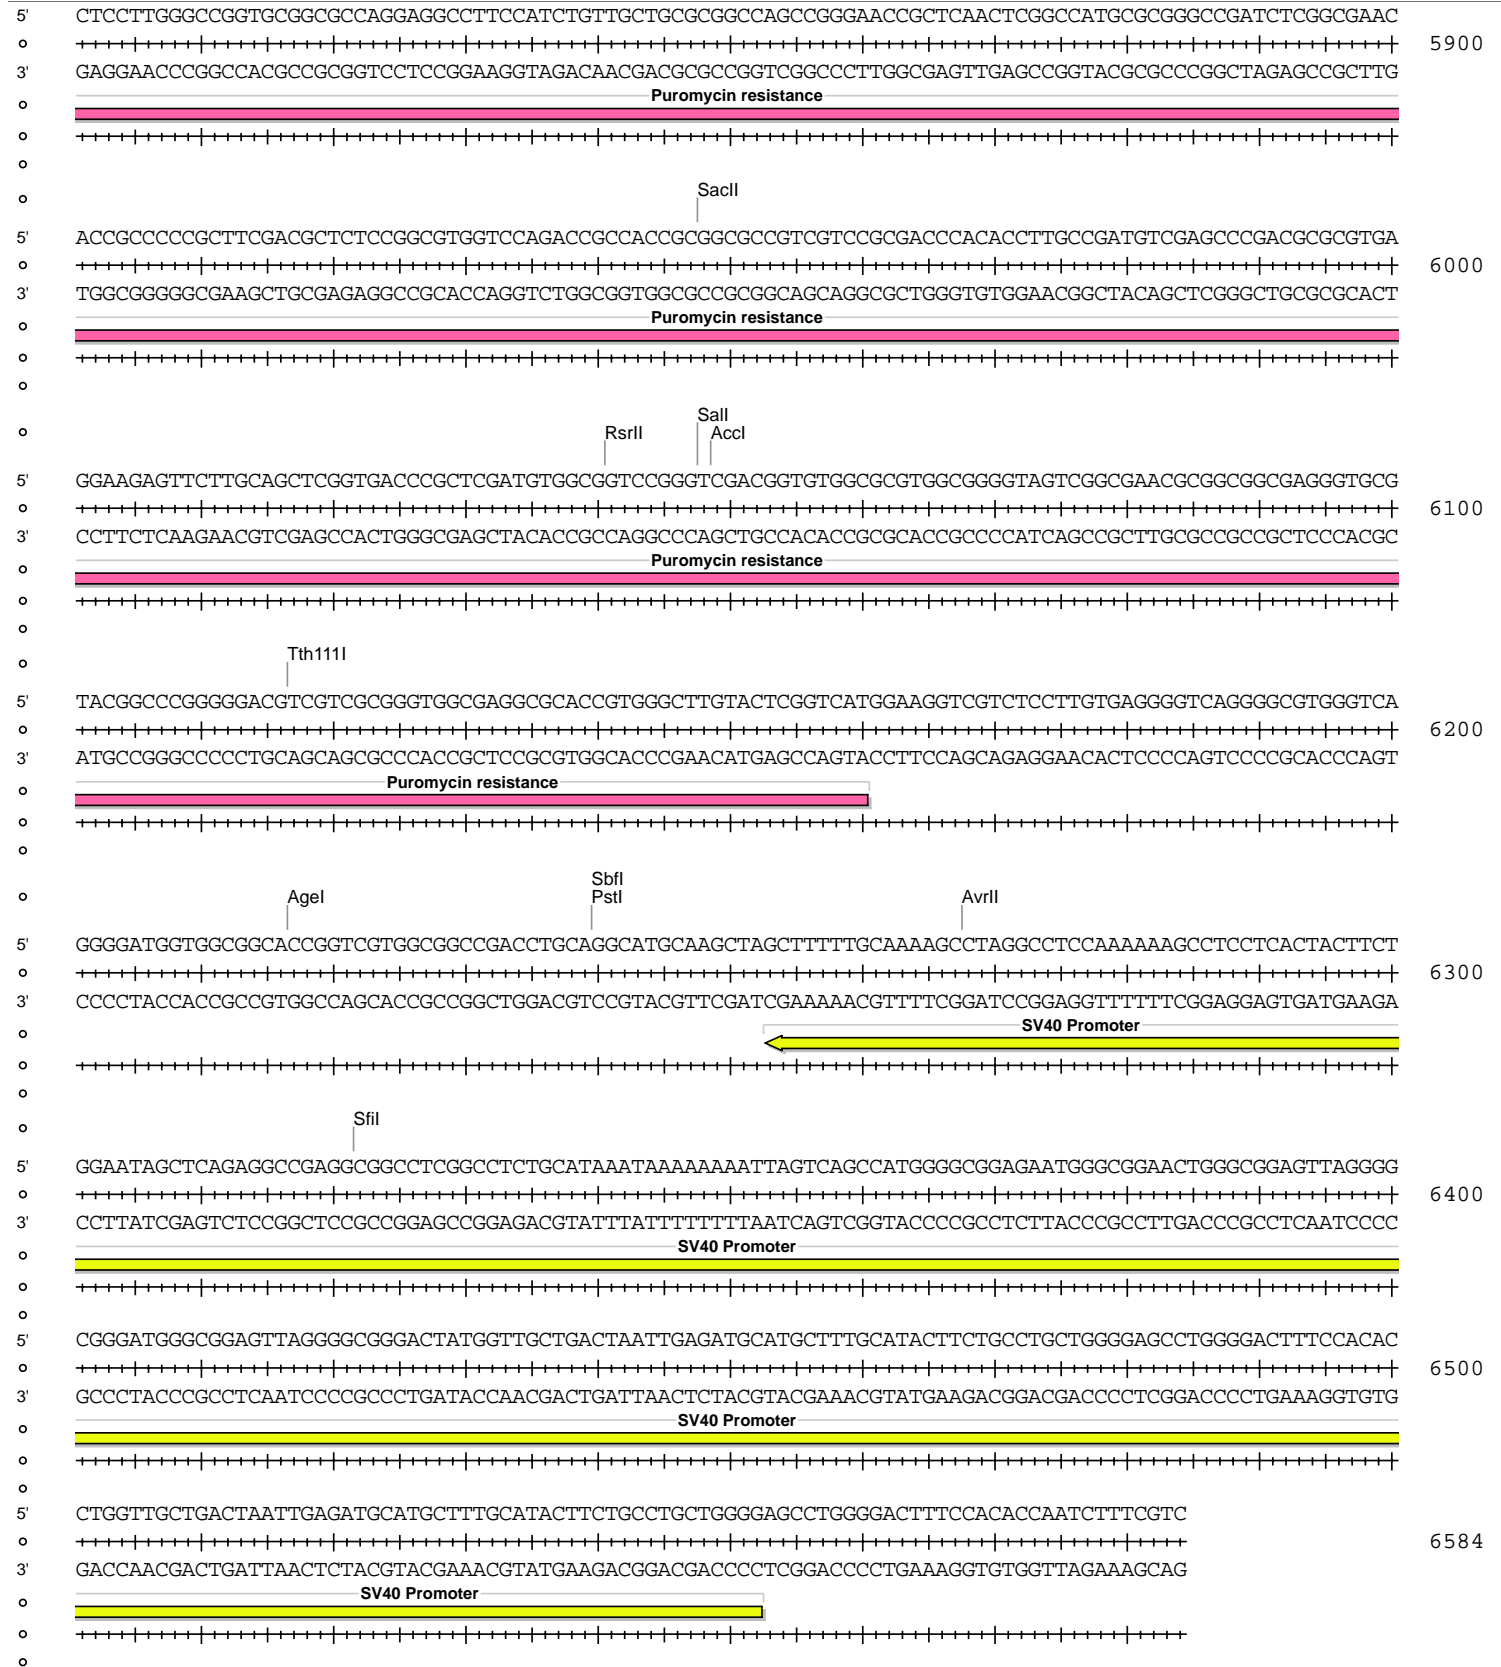 5' CTCCTTGGGCCGGTGCGGCGCCAGGAGGCCTTCCATCTGTTGCTGCGCGGCCAGCCGGGAACCGCTCAACTCGGCCATGCGCGGGCCGATCTCGGCGAAC
5900
3' GAGGAACCCGGCCACGCCGCGGTCCTCCGGAAGGTAGACAACGACGCGCCGGTCGGCCCTTGGCGAGTTGAGCCGGTACGCGCCCGGCTAGAGCCGCTTG
Puromycin resistance
SacII
5' ACCGCCCCCGCTTCGACGCTCTCCGGCGTGGTCCAGACCGCCACCGCGGCGCCGTCGTCCGCGACCCACACCTTGCCGATGTCGAGCCCGACGCGCGTGA
6000
3' TGGCGGGGGCGAAGCTGCGAGAGGCCGCACCAGGTCTGGCGGTGGCGCCGCGGCAGCAGGCGCTGGGTGTGGAACGGCTACAGCTCGGGCTGCGCGCACT
Puromycin resistance
SalI
RsrII AccI
5' GGAAGAGTTCTTGCAGCTCGGTGACCCGCTCGATGTGGCGGTCCGGGTCGACGGTGTGGCGCGTGGCGGGGTAGTCGGCGAACGCGGCGGCGAGGGTGCG
6100
3' CCTTCTCAAGAACGTCGAGCCACTGGGCGAGCTACACCGCCAGGCCCAGCTGCCACACCGCGCACCGCCCCATCAGCCGCTTGCGCCGCCGCTCCCACGC
Puromycin resistance
Tth111I
5' TACGGCCCGGGGGACGTCGTCGCGGGTGGCGAGGCGCACCGTGGGCTTGTACTCGGTCATGGAAGGTCGTCTCCTTGTGAGGGGTCAGGGGCGTGGGTCA
6200
3' ATGCCGGGCCCCCTGCAGCAGCGCCCACCGCTCCGCGTGGCACCCGAACATGAGCCAGTACCTTCCAGCAGAGGAACACTCCCCAGTCCCCGCACCCAGT
Puromycin resistance
SbfI
AgeI PstI AvrII
5' GGGGATGGTGGCGGCACCGGTCGTGGCGGCCGACCTGCAGGCATGCAAGCTAGCTTTTTGCAAAAGCCTAGGCCTCCAAAAAAGCCTCCTCACTACTTCT
6300
3' CCCCTACCACCGCCGTGGCCAGCACCGCCGGCTGGACGTCCGTACGTTCGATCGAAAAACGTTTTCGGATCCGGAGGTTTTTTCGGAGGAGTGATGAAGA
SV40 Promoter
SfiI
5' GGAATAGCTCAGAGGCCGAGGCGGCCTCGGCCTCTGCATAAATAAAAAAAATTAGTCAGCCATGGGGCGGAGAATGGGCGGAACTGGGCGGAGTTAGGGG
6400
3' CCTTATCGAGTCTCCGGCTCCGCCGGAGCCGGAGACGTATTTATTTTTTTTAATCAGTCGGTACCCCGCCTCTTACCCGCCTTGACCCGCCTCAATCCCC
SV40 Promoter
5' CGGGATGGGCGGAGTTAGGGGCGGGACTATGGTTGCTGACTAATTGAGATGCATGCTTTGCATACTTCTGCCTGCTGGGGAGCCTGGGGACTTTCCACAC
6500
3' GCCCTACCCGCCTCAATCCCCGCCCTGATACCAACGACTGATTAACTCTACGTACGAAACGTATGAAGACGGACGACCCCTCGGACCCCTGAAAGGTGTG
SV40 Promoter
5' CTGGTTGCTGACTAATTGAGATGCATGCTTTGCATACTTCTGCCTGCTGGGGAGCCTGGGGACTTTCCACACCAATCTTTCGTC
6584
3' GACCAACGACTGATTAACTCTACGTACGAAACGTATGAAGACGGACGACCCCTCGGACCCCTGAAAGGTGTGGTTAGAAAGCAG
SV40 Promoter